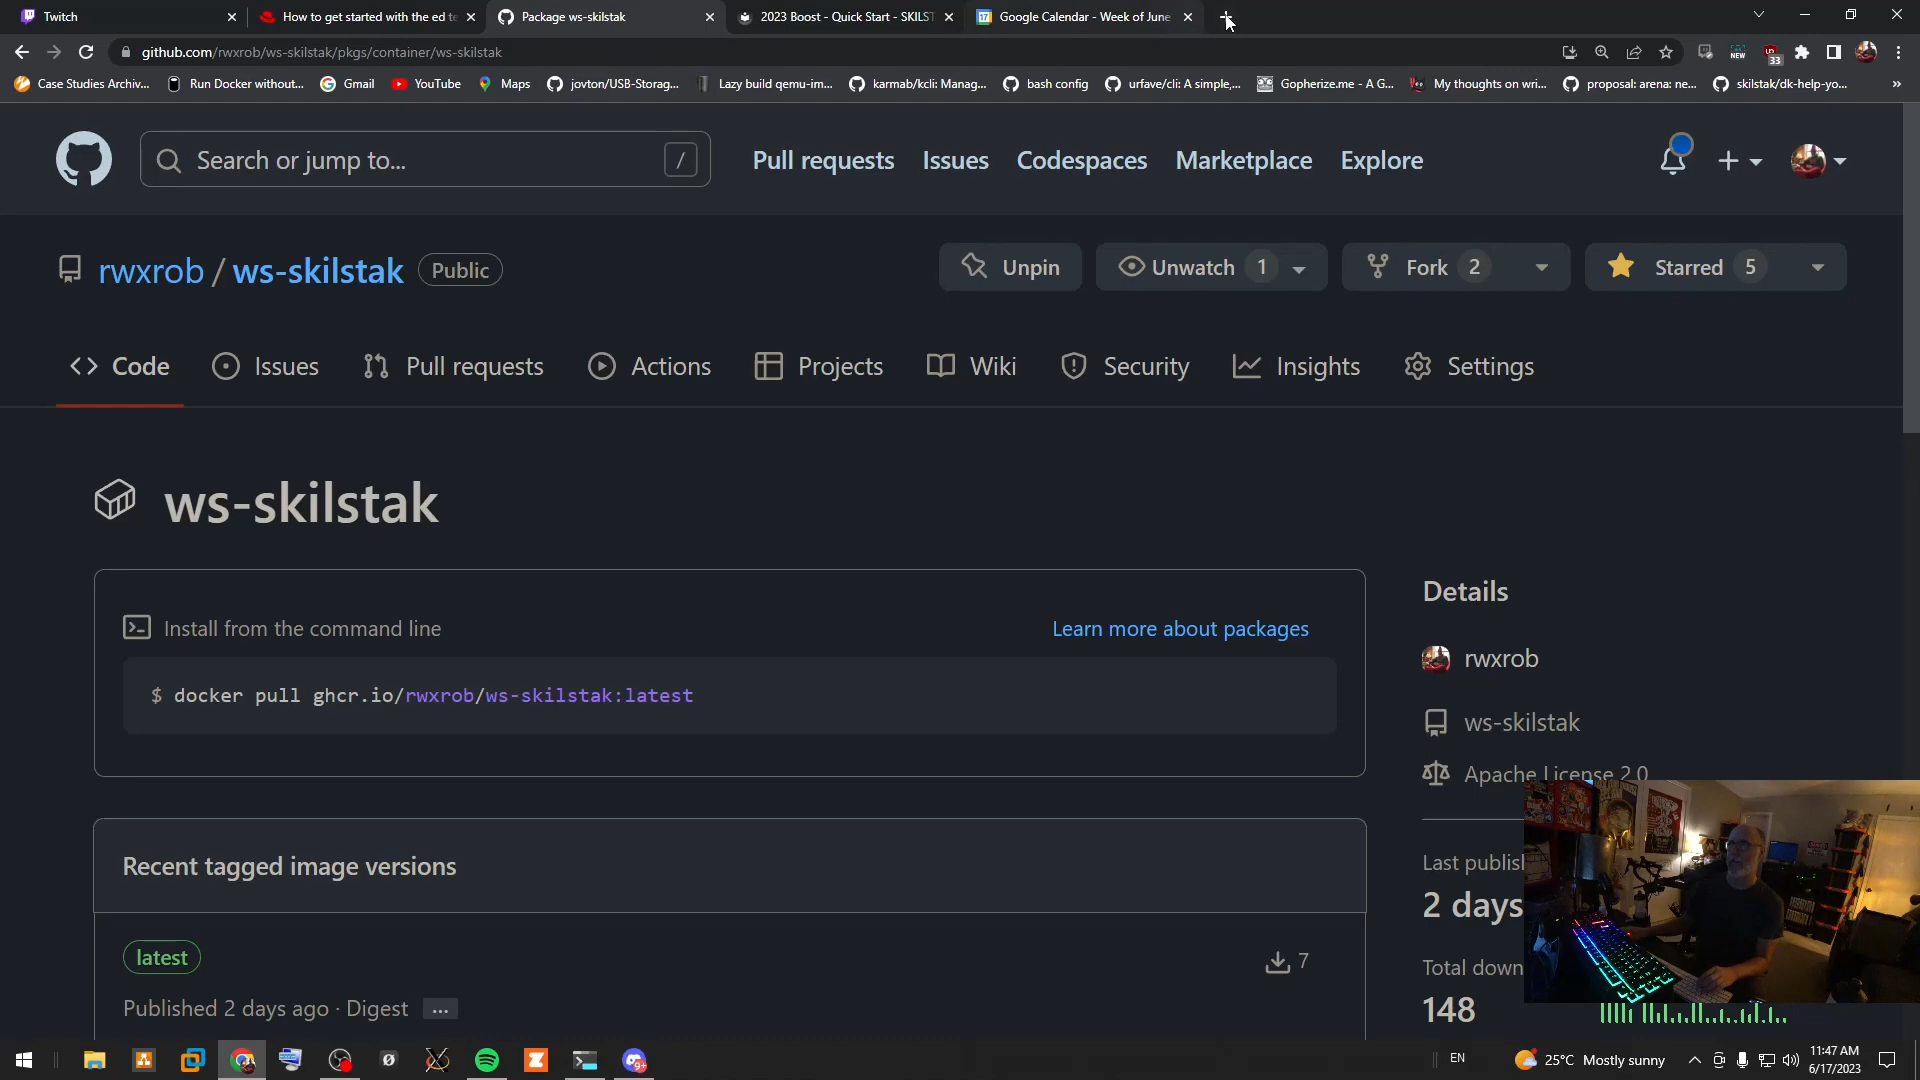 Twitch
How to get started with the ed te
Package ws-skilstak
2023 Boost - Quick Start - SKILST
Google Calendar - Week of June
github.com/rwxrob/ws-skilstak/pkgs/container/ws-skilstak
33
Case Studies Archiv...
Run Docker without...
Gmail
YouTube
Maps
jovton/USB-Storag...
Lazy build qemu-im...
karmab/kcli: Manag...
bash config
urfave/cli: A simple,...
Gopherize.me - A G...
My thoughts on wri...
proposal: arena: ne...
skilstak/dk-help-yo...
»
Search or jump to...
/
Pull requests
Issues
Codespaces
Marketplace
Explore
rwxrob / ws-skilstak
Public
Unpin
Unwatch 1
Fork 2
Starred 5
Code
Issues
Pull requests
Actions
Projects
Wiki
Security
Insights
Settings
ws-skilstak
Install from the command line
Learn more about packages
$ docker pull ghcr.io/rwxrob/ws-skilstak:latest
Details
rwxrob
ws-skilstak
Apache License 2.0
Recent tagged image versions
latest
7
Published 2 days ago · Digest ...
Last publis
2 days
Total down
148
EN
25°C Mostly sunny
11:47 AM
6/17/2023